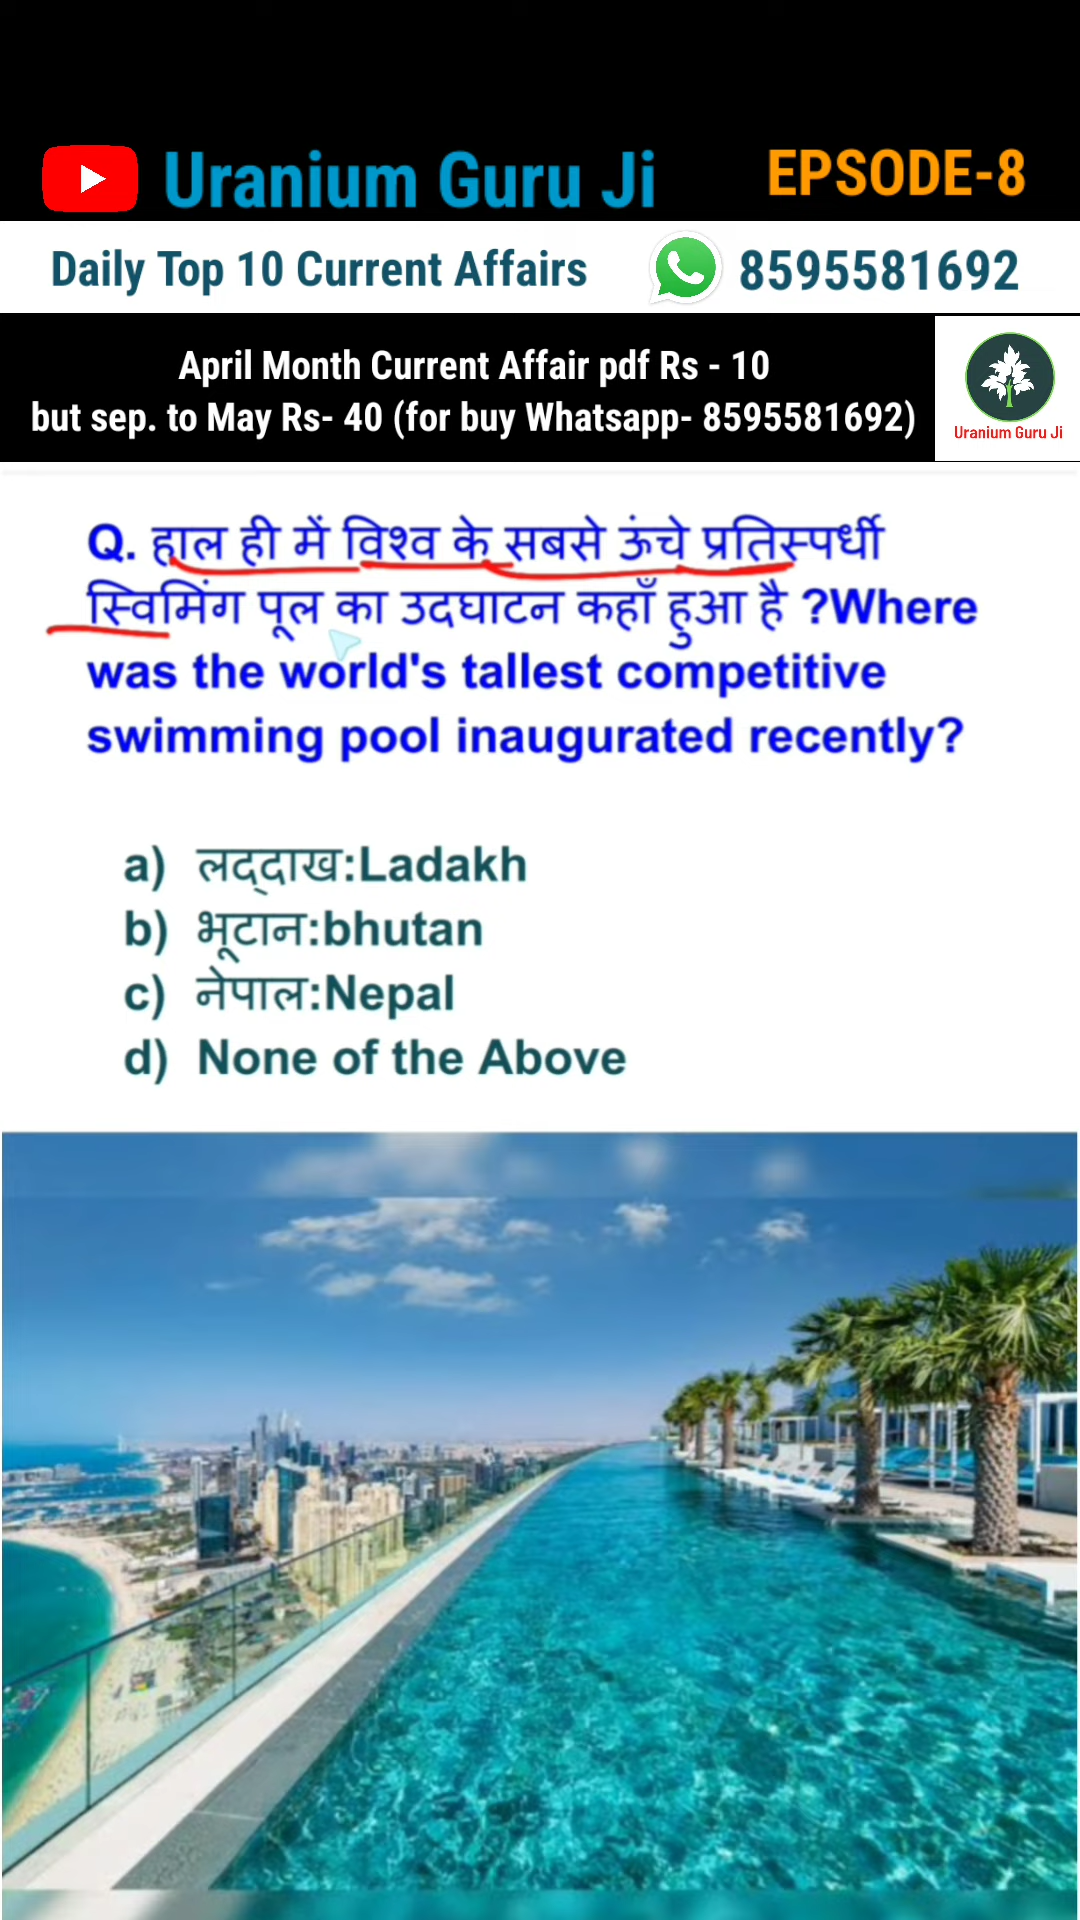 Uranium Guru Ji
EPSODE-8
Daily Top 10 Current Affairs
8595581692
April Month Current Affair pdf Rs - 10
but sep. to May Rs- 40 (for buy Whatsapp- 8595581692)
Uranium Guru Ji
Q. हाल ही में विश्व के सबसे ऊंचे प्रतिस्पर्धी
स्विमिंग पूल का उदघाटन कहाँ हुआ है ?Where
was the world's tallest competitive
swimming pool inaugurated recently?
a) लद्दाख:Ladakh
b) भूटान:bhutan
c) नेपाल:Nepal
d) None of the Above